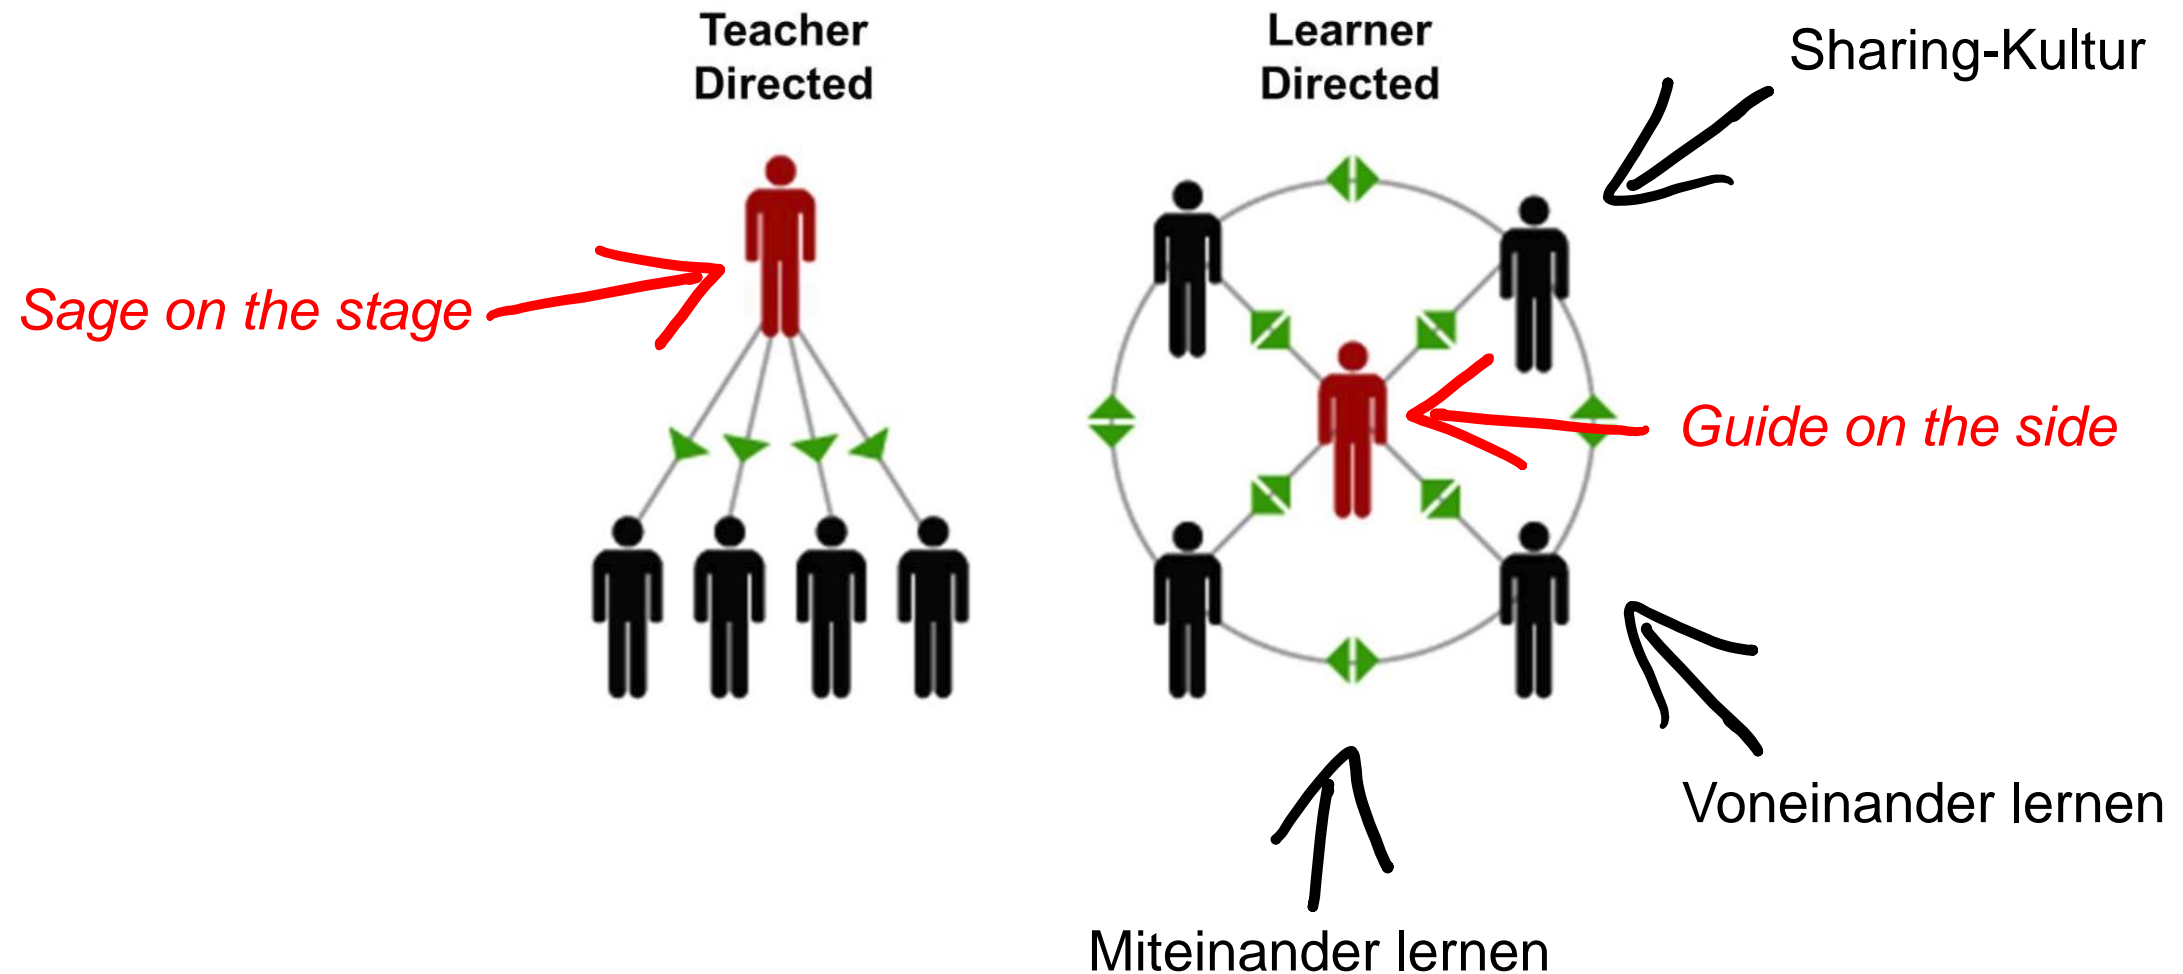 Teacher
Directed
Learner
Directed
Sharing-Kultur
Sage on the stage
Guide on the side
Voneinander lernen
Miteinander lernen